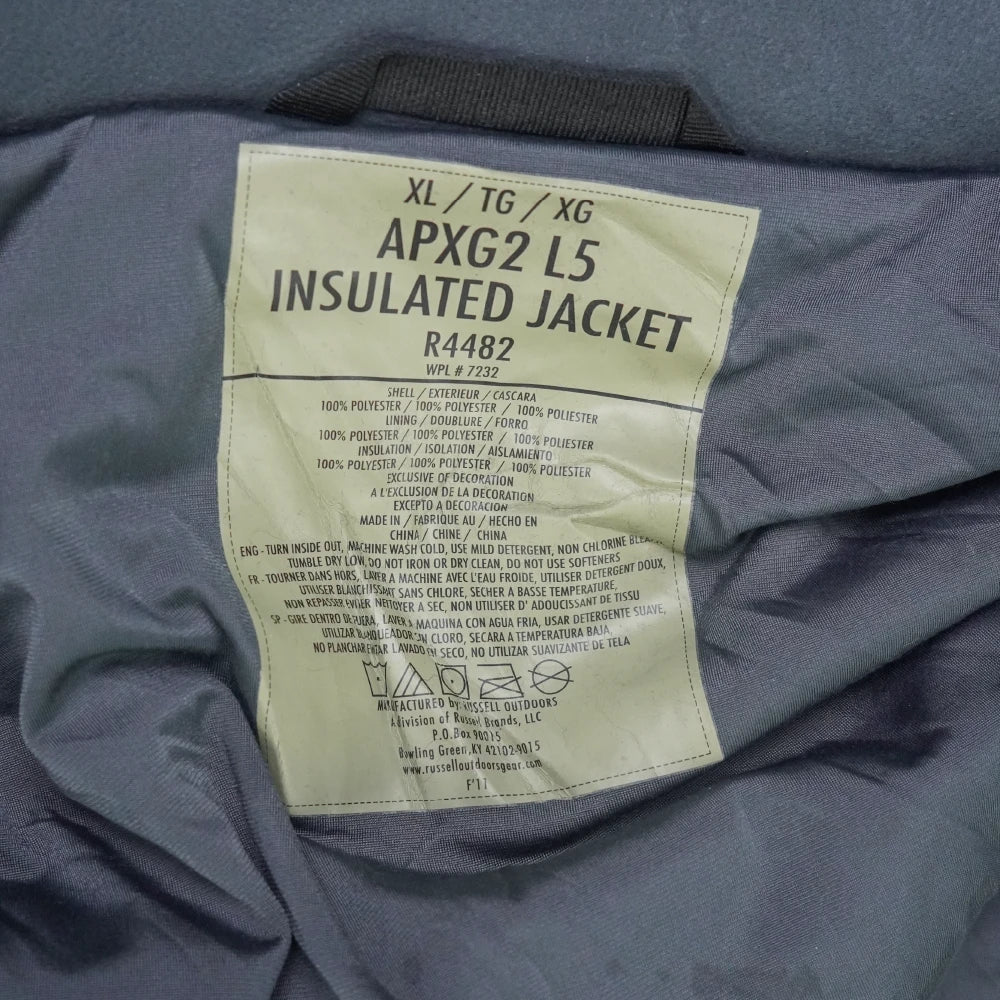 XL / TG / XG
APXG2 L5
INSULATED JACKET
R4482
WPL # 7232
SHELL / EXTERIEUR / CASCARA
100% POLYESTER / 100% POLYESTER / 100% POLIESTER
LINING / DOUBLURE / FORRO
100% POLYESTER / 100% POLYESTER / 100% POLIESTER
INSULATION / ISOLATION / AISLAMIENTO
100% POLYESTER / 100% POLYESTER / 100% POLIESTER
EXCLUSIVE OF DECORATION
A L'EXCLUSION DE LA DECORATION
EXCEPTO A DECORACION
MADE IN / FABRIQUE AU / HECHO EN
CHINA / CHINE / CHINA
ENG - TURN INSIDE OUT, MACHINE WASH COLD, USE MILD DETERGENT, NON CHLORINE
TUMBLE DRY LOW, DO NOT IRON OR DRY CLEAN, DO NOT USE SOFTENERS
FR - TOURNER DANS HORS, LAVER A MACHINE AVEC L'EAU FROIDE, UTILISER DETERGENT DOUX,
UTILISER BLANCHISSANT SANS CHLORE, SECHER A BASSE TEMPERATURE,
NON REPASSER NETTOYER A SEC, NON UTILISER D' ADOUCISSANT DE TISSU
SP - GIRE DENTRO DE FUERA, LAVER A MAQUINA CON AGUA FRIA, USAR DETERGENTE SUAVE,
UTILIZAR BLANQUEADOR CLORO, SECARA A TEMPERATURA BAJA,
NO PLANCHAR LAVADO EN SECO, NO UTILIZAR SUAVIZANTE DE TELA
MANUFACTURED by: RUSSELL OUTDOORS
A division of Russell Brands, LLC
P.O.Box 90015
Bowling Green,KY 42102-9015
www.russelloutdoorsgear.com
F'11